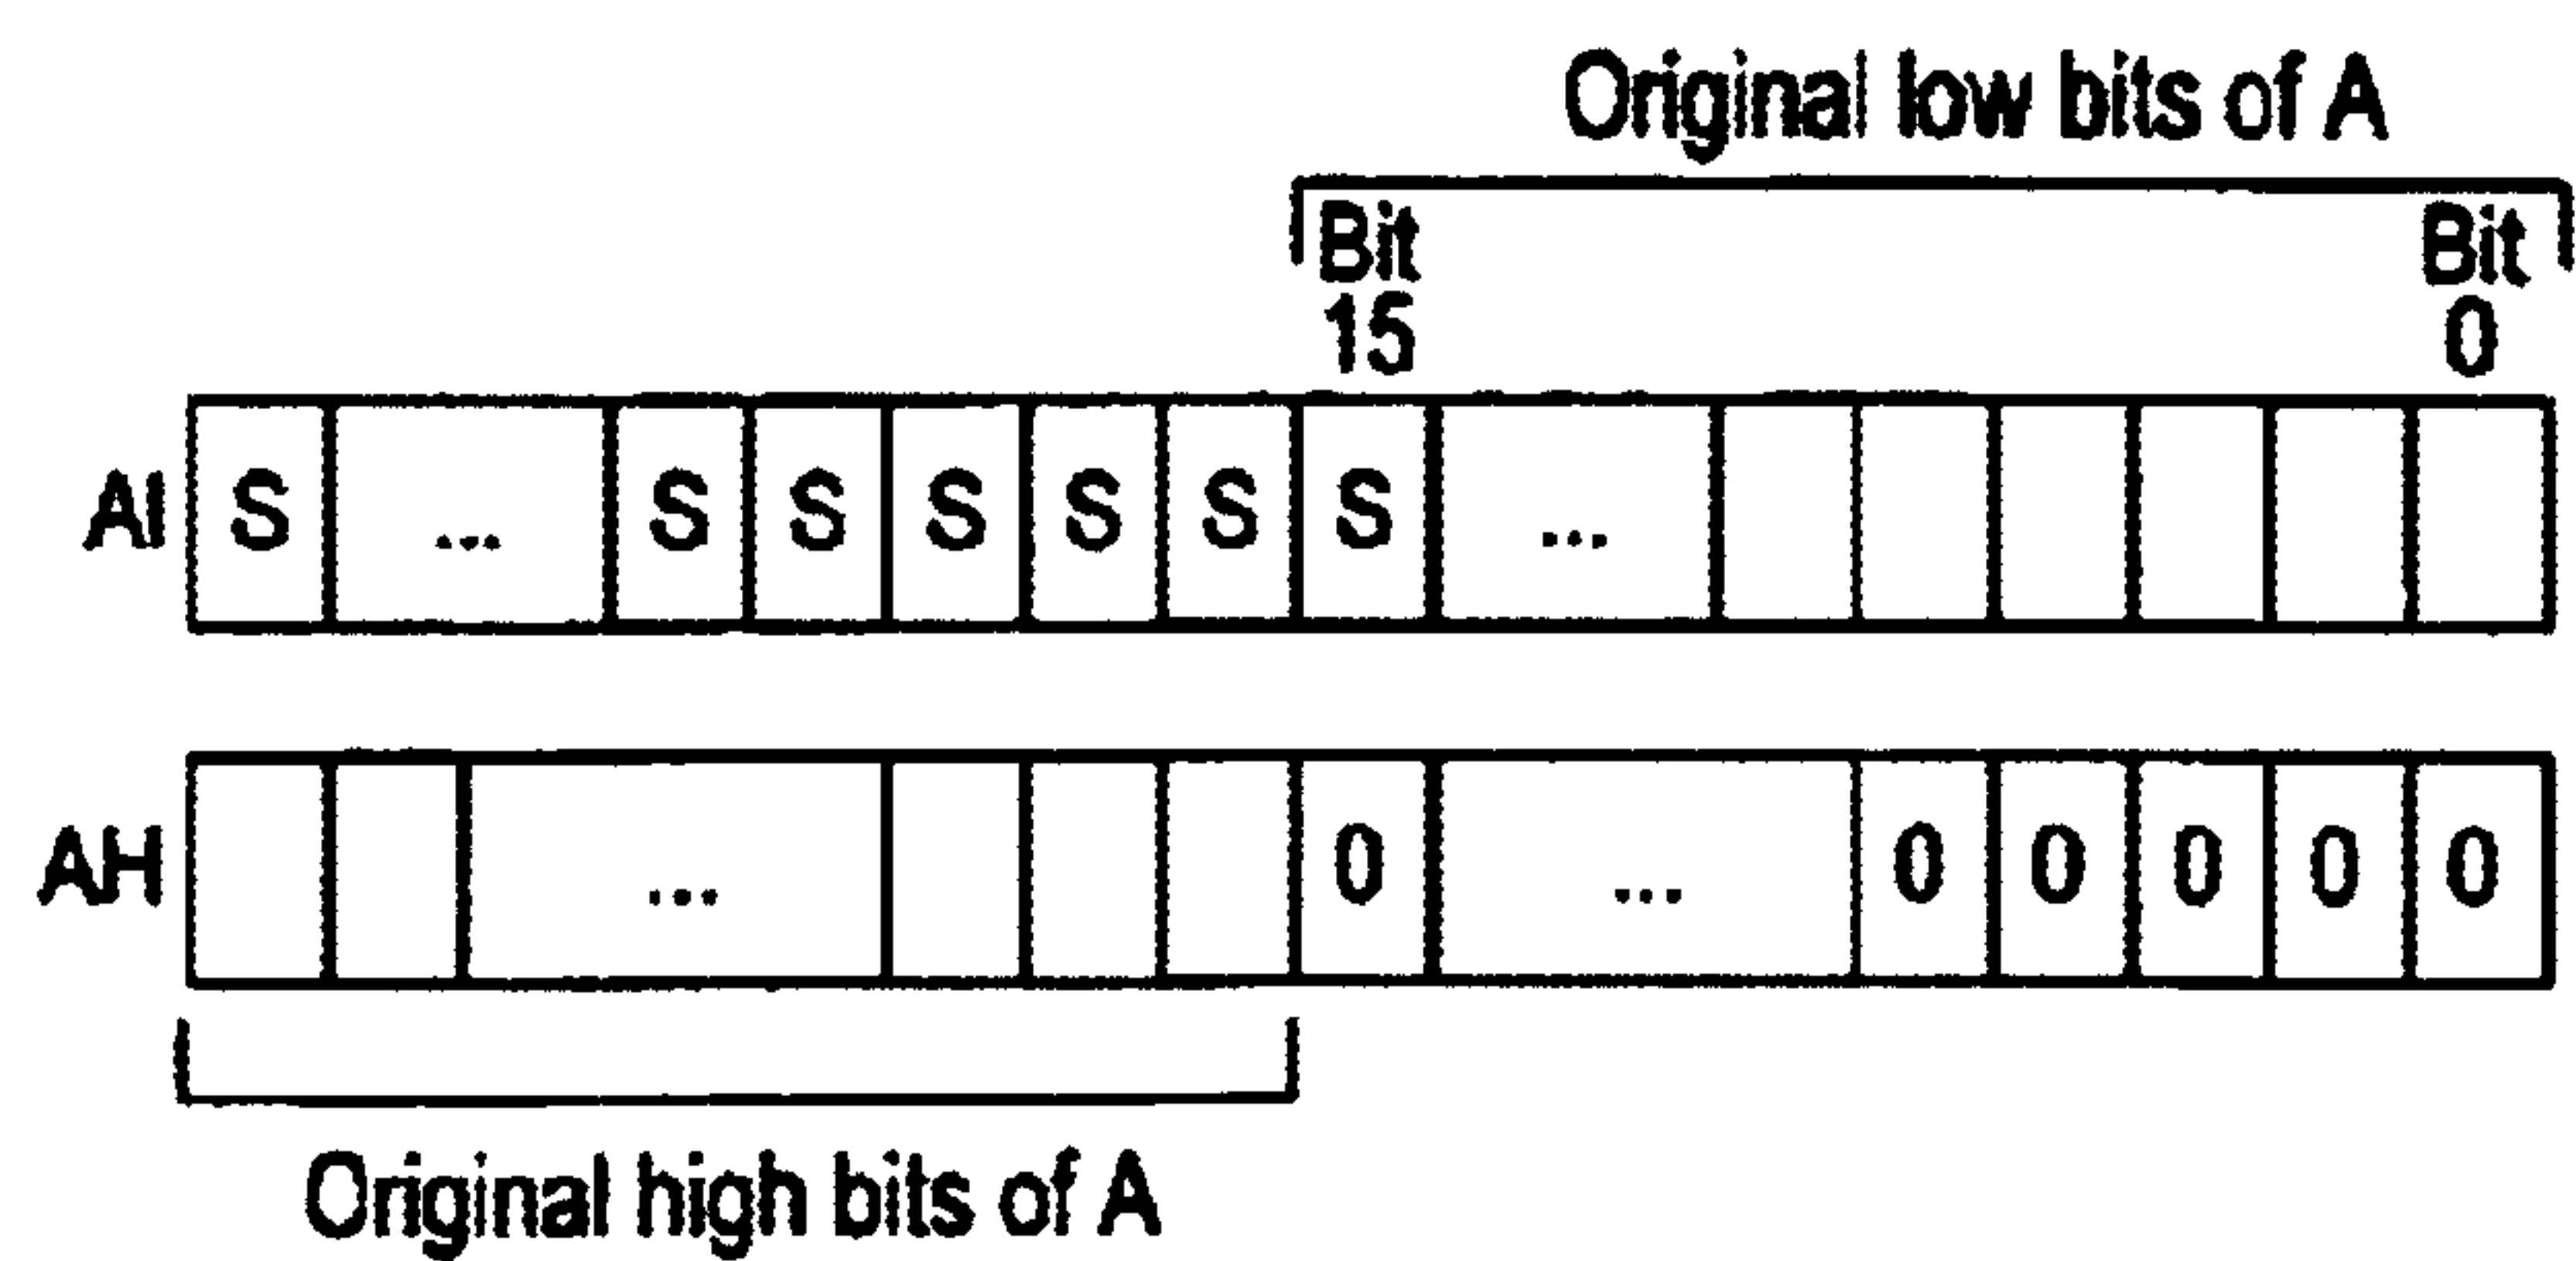 Original low bits of A
Bit Bit
15 0
Al S ... S S S S S S ...
AH ... 0 ... 0 0 0 0 0
Original high bits of A